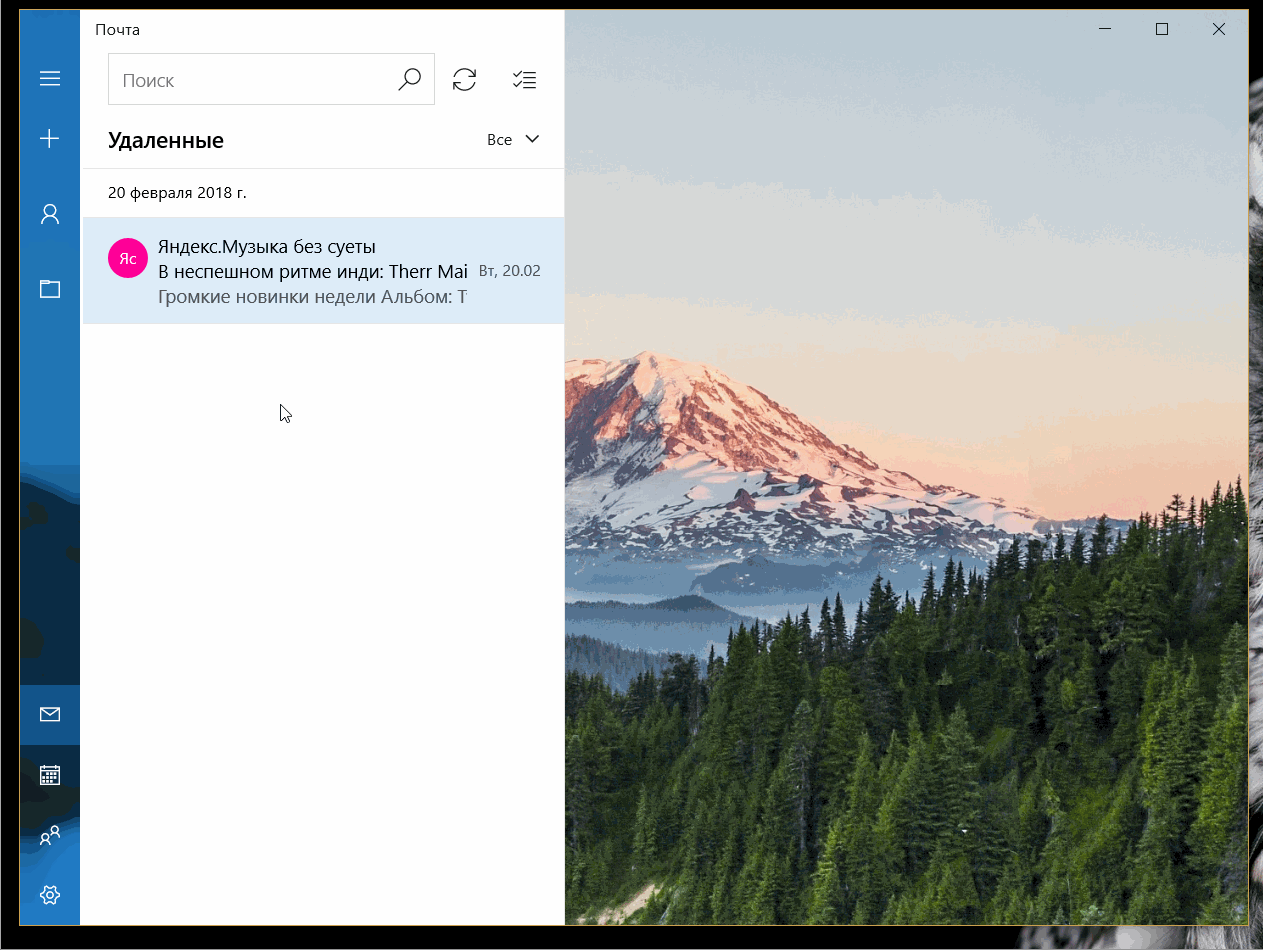 Почта
Поиск
Удаленные
Все
20 февраля 2018 г.
Яс
Яндекс.Музыка без суеты
В неспешном ритме инди: Therr Mai
Вт, 20.02
Громкие новинки недели Альбом: T